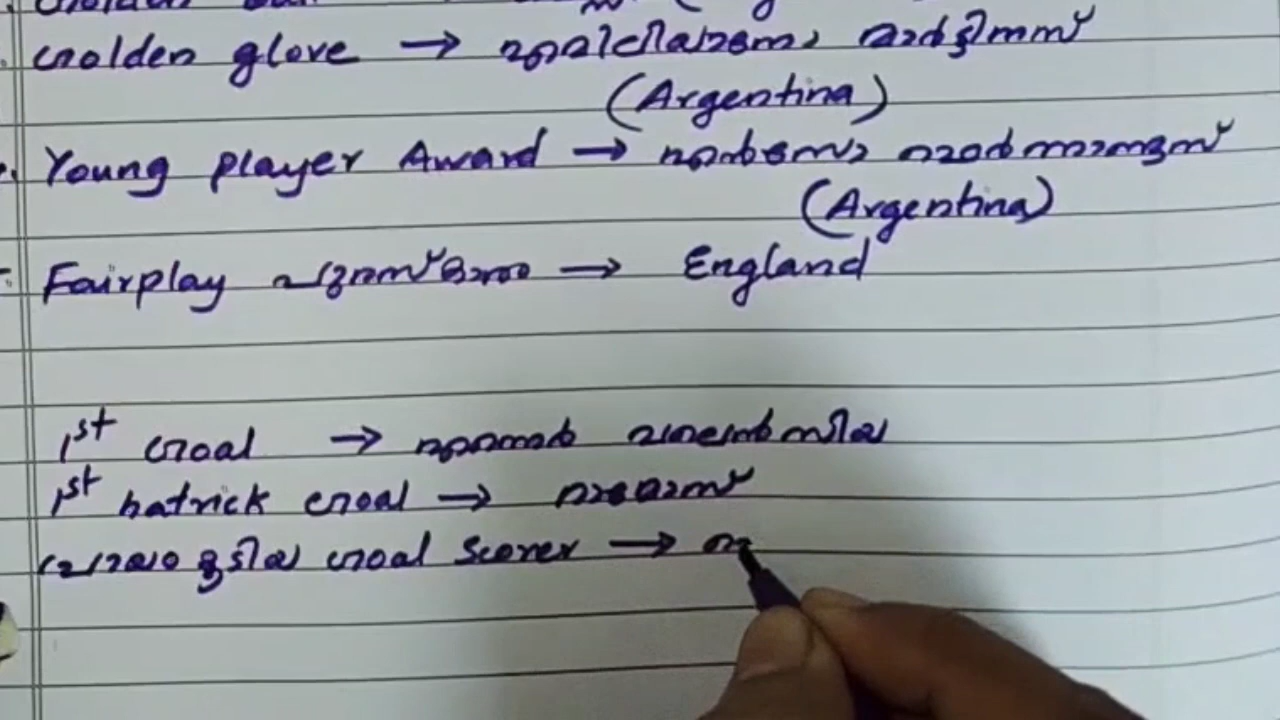 Golden glove → എമിലിയാനോ മാർട്ടിനസ്
(Argentina)
Young player Award → എൻസോ ഫെർണാണ്ടസ്
(Argentina)
Fairplay → England
1st Goal → എന്നർ വലൻസിയ
1st hatrick Goal → റാമോസ്
പ്രായം കൂടിയ Goal Scorer →